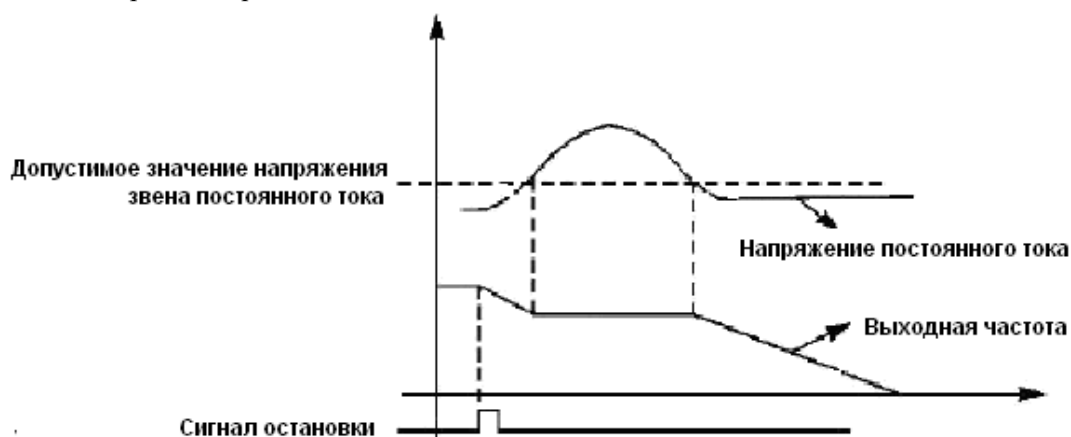 Допустимое значение напряжения
звена постоянного тока
Напряжение постоянного тока
Выходная частота
Сигнал остановки